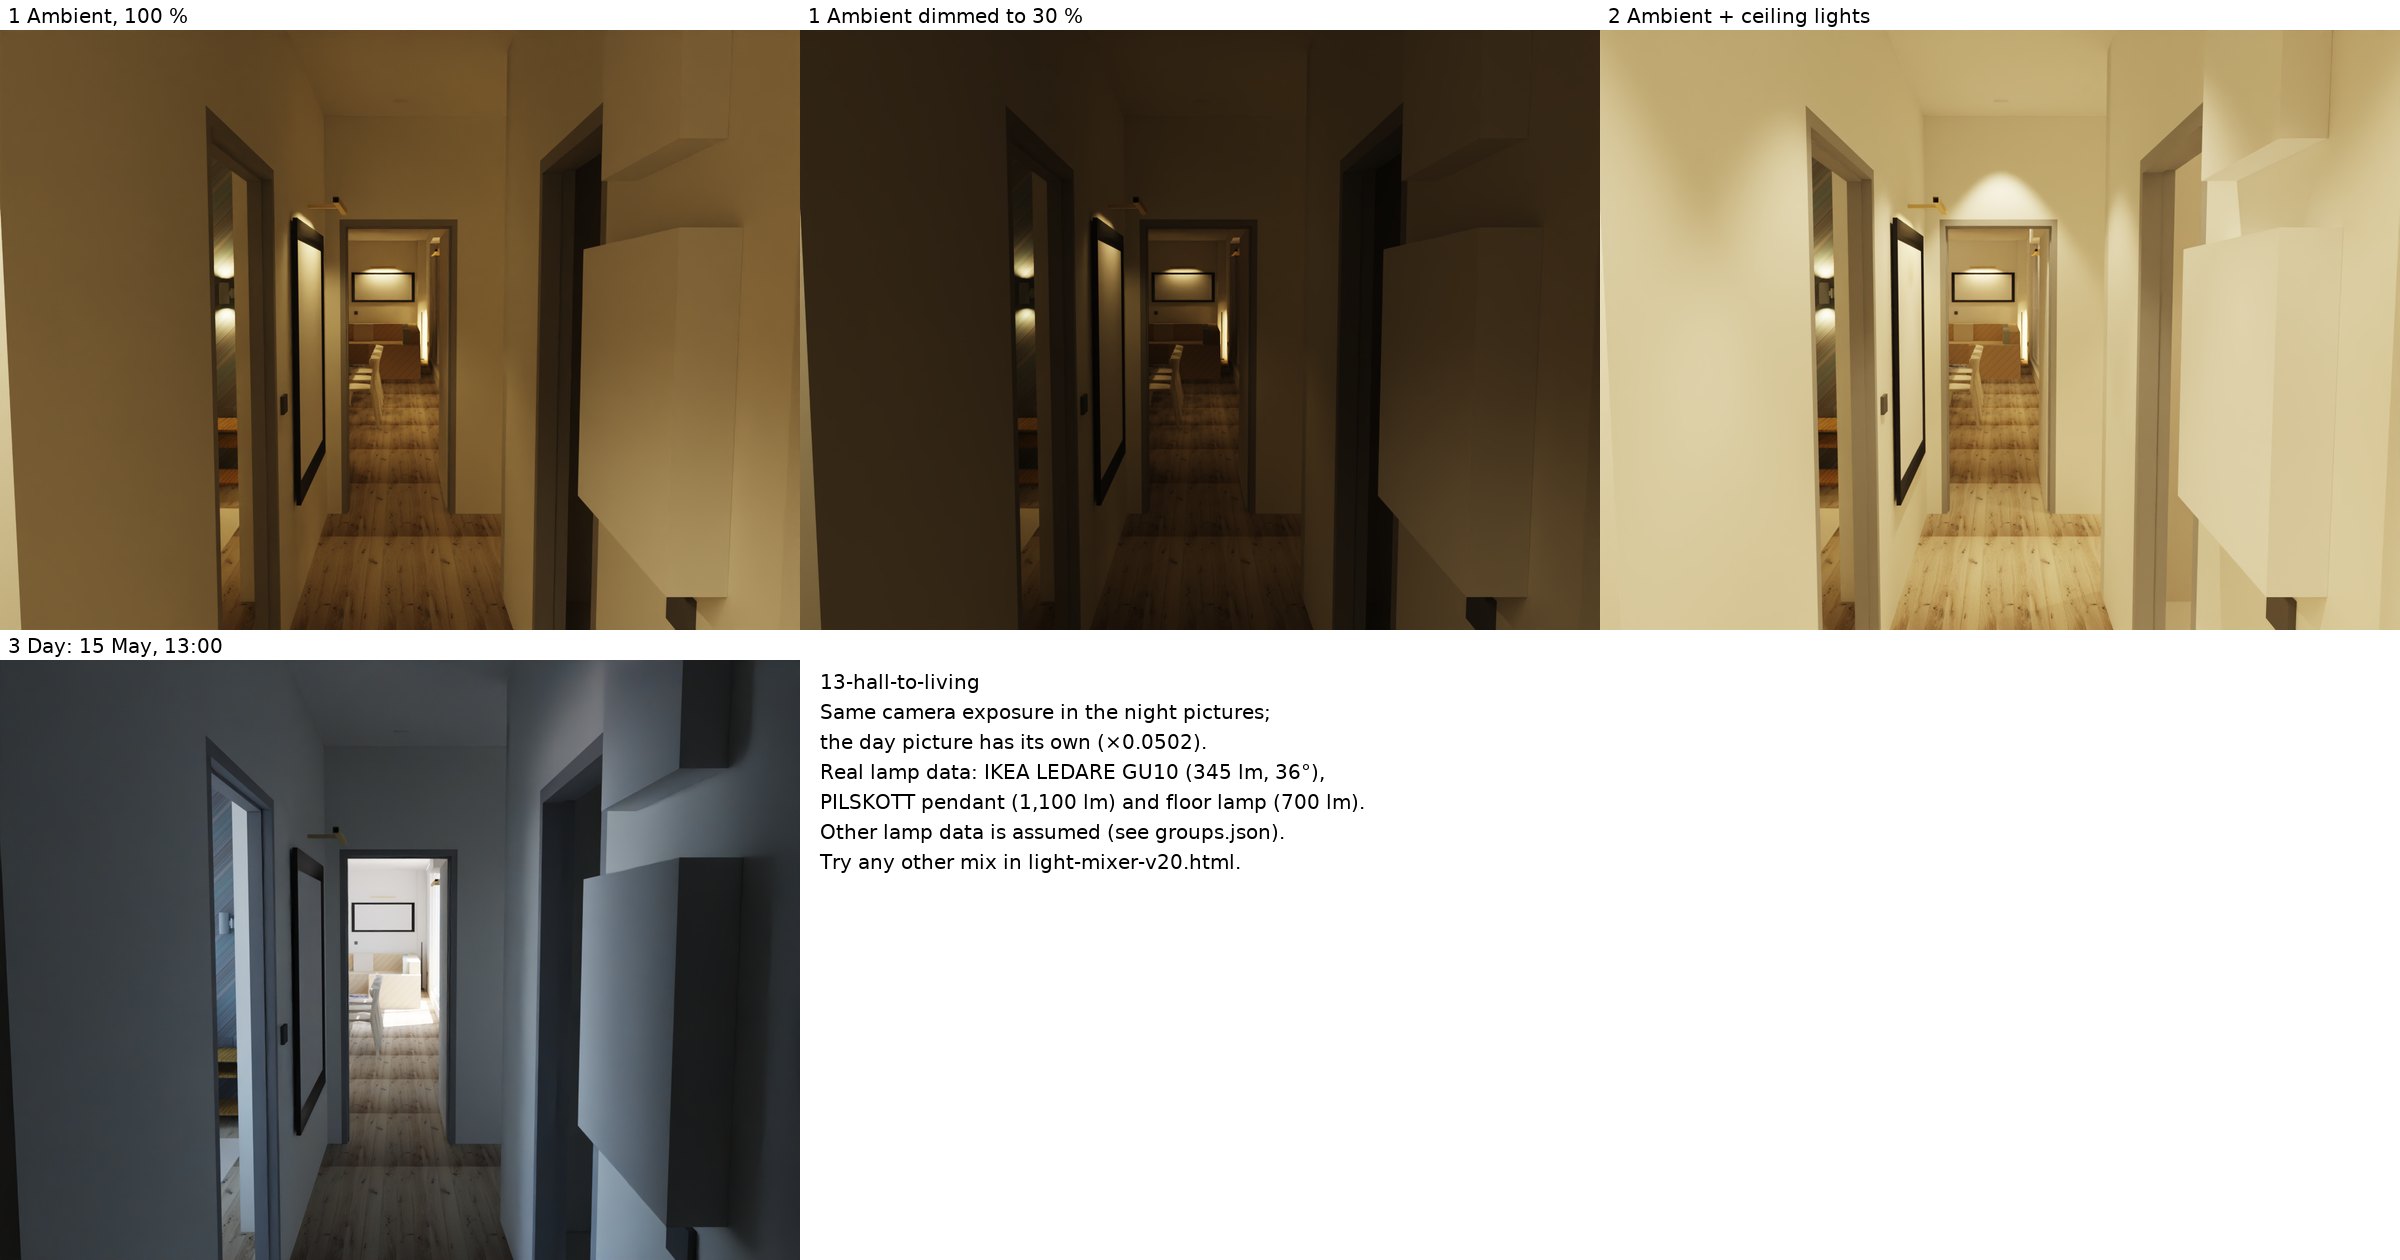 1 Ambient, 100 %
1 Ambient dimmed to 30 %
2 Ambient + ceiling lights
3 Day: 15 May, 13:00
13-hall-to-living
Same camera exposure in the night pictures;
the day picture has its own (×0.0502).
Real lamp data: IKEA LEDARE GU10 (345 lm, 36°),
PILSKOTT pendant (1,100 lm) and floor lamp (700 lm).
Other lamp data is assumed (see groups.json).
Try any other mix in light-mixer-v20.html.